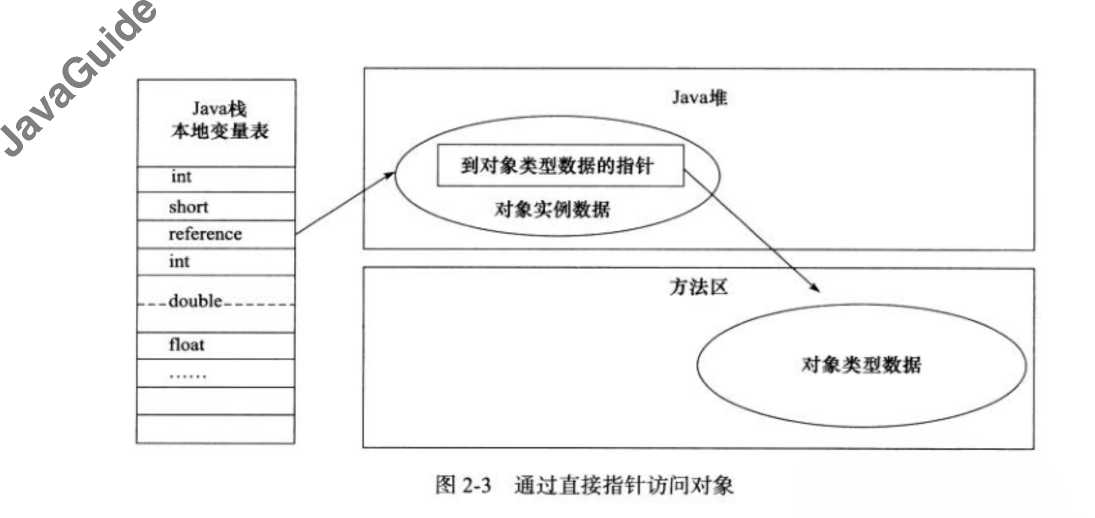 JavaGuide
Java栈
本地变量表
int
short
reference
int
double
float
……
Java堆
到对象类型数据的指针
对象实例数据
方法区
对象类型数据
图 2-3 通过直接指针访问对象